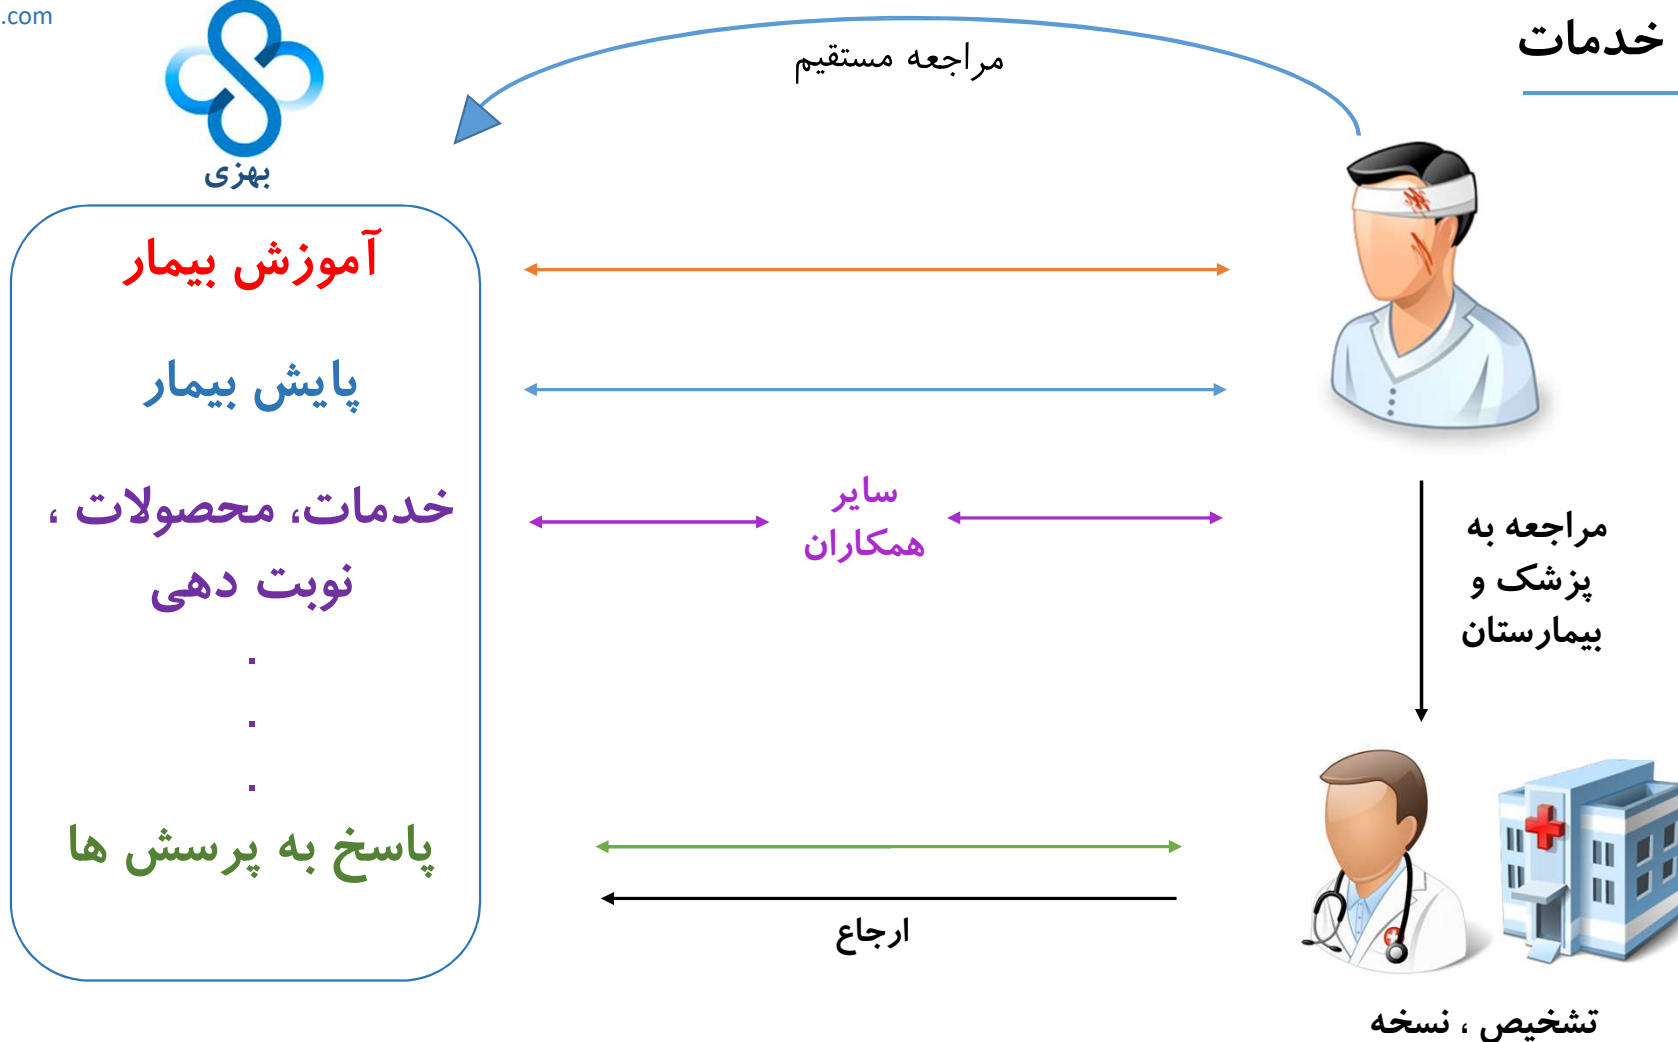 .com
خدمات
مراجعه مستقیم
بهزی
آموزش بیمار
پایش بیمار
خدمات، محصولات ،
نوبت دهی
.
.
.
پاسخ به پرسش ها
سایر
همکاران
مراجعه به
پزشک و
بیمارستان
ارجاع
تشخیص ، نسخه